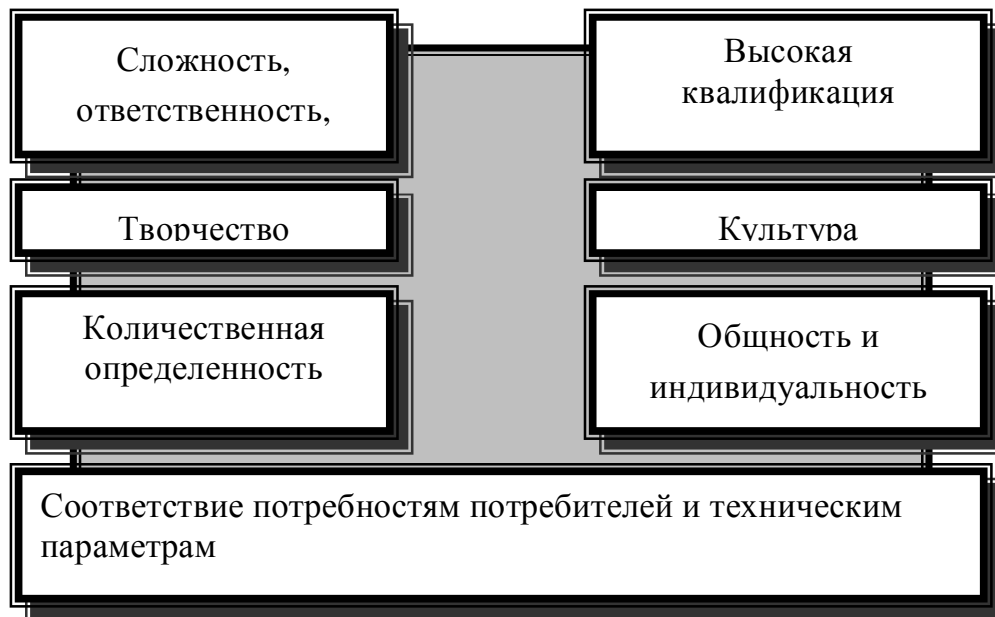 Сложность,
ответственность,
Высокая
квалификация
Творчество
Культура
Количественная
определенность
Общность и
индивидуальность
Соответствие потребностям потребителей и техническим
параметрам